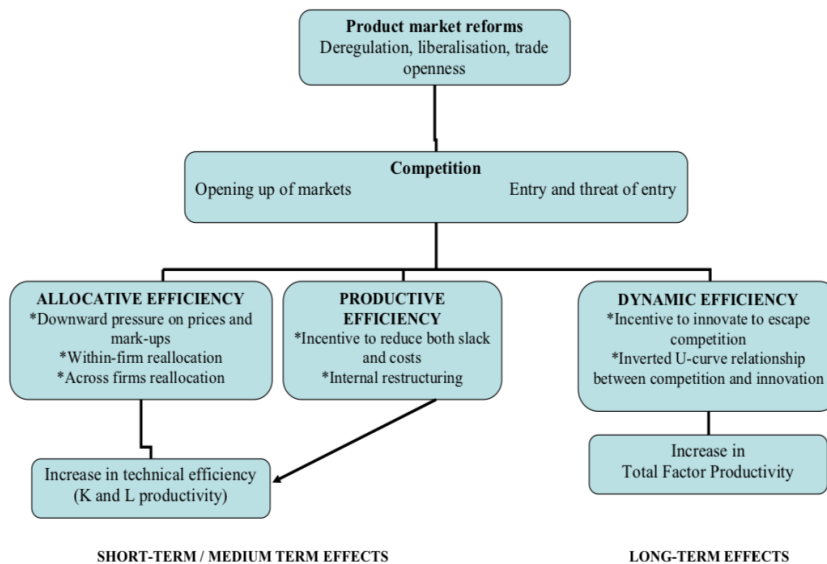 Product market reforms
Deregulation, liberalisation, trade
openness
Competition
Opening up of markets Entry and threat of entry
ALLOCATIVE EFFICIENCY
*Downward pressure on prices and
mark-ups
*Within-firm reallocation
*Across firms reallocation
PRODUCTIVE
EFFICIENCY
*Incentive to reduce both slack
and costs
*Internal restructuring
DYNAMIC EFFICIENCY
*Incentive to innovate to escape
competition
*Inverted U-curve relationship
between competition and innovation
Increase in technical efficiency
(K and L productivity)
Increase in
Total Factor Productivity
SHORT-TERM / MEDIUM TERM EFFECTS
LONG-TERM EFFECTS